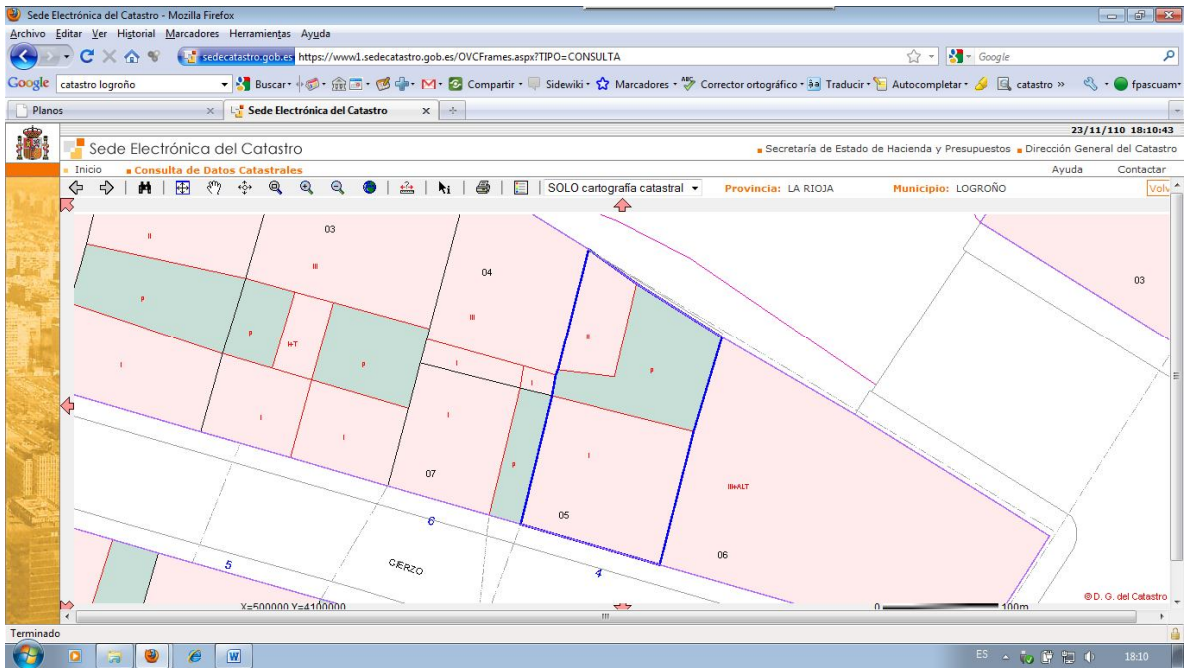 Sede Electrónica del Catastro - Mozilla Firefox
Archivo Editar Ver Historial Marcadores Herramientas Ayuda
sedecatastro.gob.es https://www1.sedecatastro.gob.es/OVCFrames.aspx?TIPO=CONSULTA Google
Google catastro logroño Buscar Compartir Sidewiki Marcadores Corrector ortográfico Traducir Autocompletar catastro » fpascuam
Planos Sede Electrónica del Catastro
23/11/110 18:10:43
Sede Electrónica del Catastro Secretaría de Estado de Hacienda y Presupuestos Dirección General del Catastro
Inicio Consulta de Datos Catastrales Ayuda Contactar
SOLO cartografía catastral Provincia: LA RIOJA Municipio: LOGROÑO Volv
II 03
III 04 03
P III
P I+T II
I P I P
I
I I I
P III+ALT
07
05
6 06
5 CIERZO 4
© D. G. del Catastro
X=500000 Y=4100000 0 100m
Terminado
ES 18:10